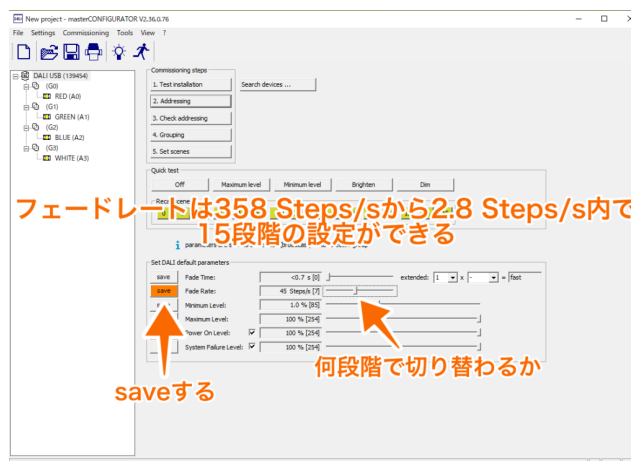 New project - masterCONFIGURATOR V2.36.0.76
File Settings Commissioning Tools View ?
DALI USB (139454)
(G0)
RED (A0)
(G1)
GREEN (A1)
(G2)
BLUE (A2)
(G3)
WHITE (A3)
Commissioning steps
1. Test installation
Search devices ...
2. Addressing
3. Check addressing
4. Grouping
5. Set scenes
Quick test
Off Maximum level Minimum level Brighten Dim
フェードレートは358 Steps/sから2.8 Steps/s内で
15段階の設定ができる
Set DALI default parameters
save Fade Time: <0.7 s [0] extended: 1 x - = fast
save Fade Rate: 45 Steps/s [7]
Minimum Level: 1.0 % [85]
Maximum Level: 100 % [254]
Power On Level: 100 % [254]
System Failure Level: 100 % [254]
何段階で切り替わるか
saveする